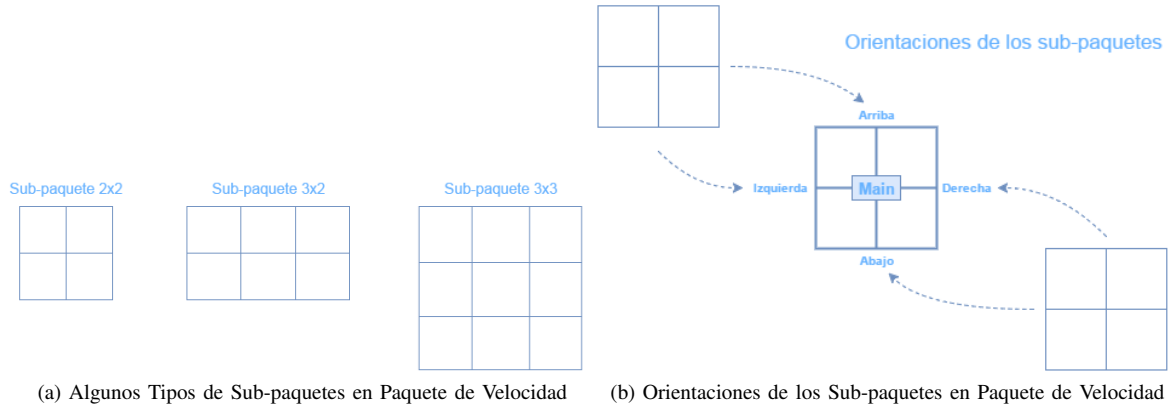 Sub-paquete 2x2
Sub-paquete 3x2
Sub-paquete 3x3
(a) Algunos Tipos de Sub-paquetes en Paquete de Velocidad
Orientaciones de los sub-paquetes
Arriba
Izquierda
Main
Derecha
Abajo
(b) Orientaciones de los Sub-paquetes en Paquete de Velocidad